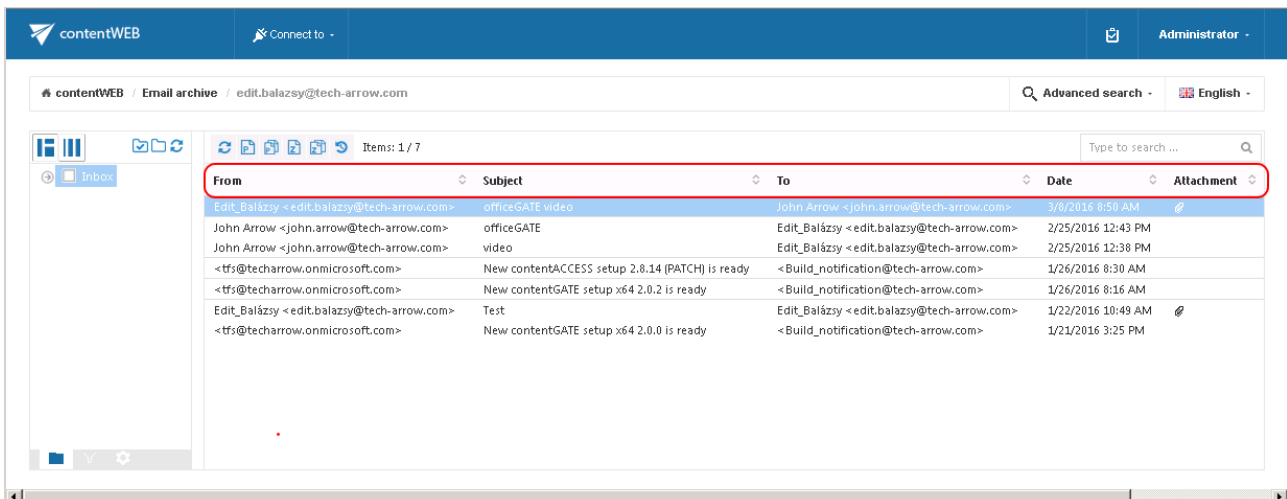 contentWEB Connect to Administrator
contentWEB / Email archive / edit.balazsy@tech-arrow.com Advanced search English
Items: 1 / 7 Type to search ...
Inbox
From Subject To Date Attachment
Edit_Balázsy <edit.balazsy@tech-arrow.com> officeGATE video John Arrow <john.arrow@tech-arrow.com> 3/8/2016 8:50 AM
John Arrow <john.arrow@tech-arrow.com> officeGATE Edit_Balázsy <edit.balazsy@tech-arrow.com> 2/25/2016 12:43 PM
John Arrow <john.arrow@tech-arrow.com> video Edit_Balázsy <edit.balazsy@tech-arrow.com> 2/25/2016 12:38 PM
<tfs@techarrow.onmicrosoft.com> New contentACCESS setup 2.8.14 (PATCH) is ready <Build_notification@tech-arrow.com> 1/26/2016 8:30 AM
<tfs@techarrow.onmicrosoft.com> New contentGATE setup x64 2.0.2 is ready <Build_notification@tech-arrow.com> 1/26/2016 8:16 AM
Edit_Balázsy <edit.balazsy@tech-arrow.com> Test Edit_Balázsy <edit.balazsy@tech-arrow.com> 1/22/2016 10:49 AM
<tfs@techarrow.onmicrosoft.com> New contentGATE setup x64 2.0.0 is ready <Build_notification@tech-arrow.com> 1/21/2016 3:25 PM